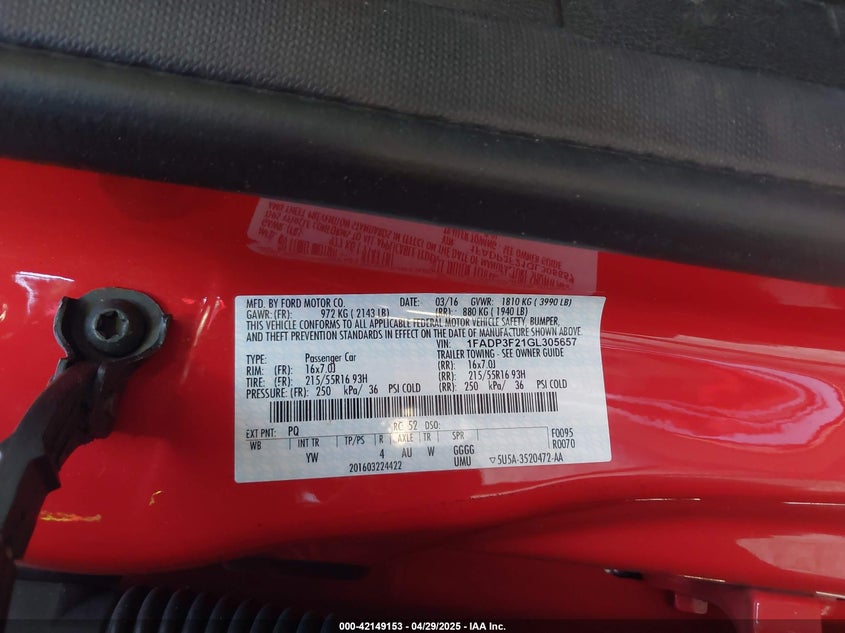 MFD. BY FORD MOTOR CO. DATE: 03/16 GVWR: 1810 KG ( 3990 LB)
GAWR: (FR): 972 KG ( 2143 LB) (RR): 880 KG ( 1940 LB)
THIS VEHICLE CONFORMS TO ALL APPLICABLE FEDERAL MOTOR VEHICLE SAFETY, BUMPER,
AND THEFT PREVENTION STANDARDS IN EFFECT ON THE DATE OF MANUFACTURE SHOWN ABOVE.
VIN: 1FADP3F21GL305657
TYPE: Passenger Car TRAILER TOWING - SEE OWNER GUIDE
RIM: (FR): 16x7.0J (RR): 16x7.0J
TIRE: (FR): 215/55R16 93H (RR): 215/55R16 93H
PRESSURE: (FR): 250 kPa/ 36 PSI COLD (RR): 250 kPa/ 36 PSI COLD
EXT PNT: PQ RC: 52 DSO: F0095
WB INT TR TP/PS R AXLE TR SPR R0070
YW 4 AU W GGGG
201603224422 UMU ▽5U5A-3520472-AA
000-42149153 - 04/29/2025 - IAA Inc.